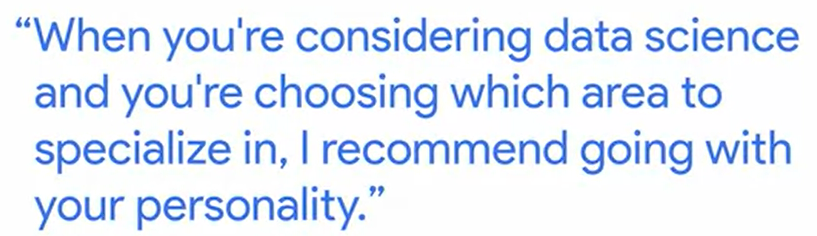 “When you're considering data science
and you're choosing which area to
specialize in, I recommend going with
your personality.”